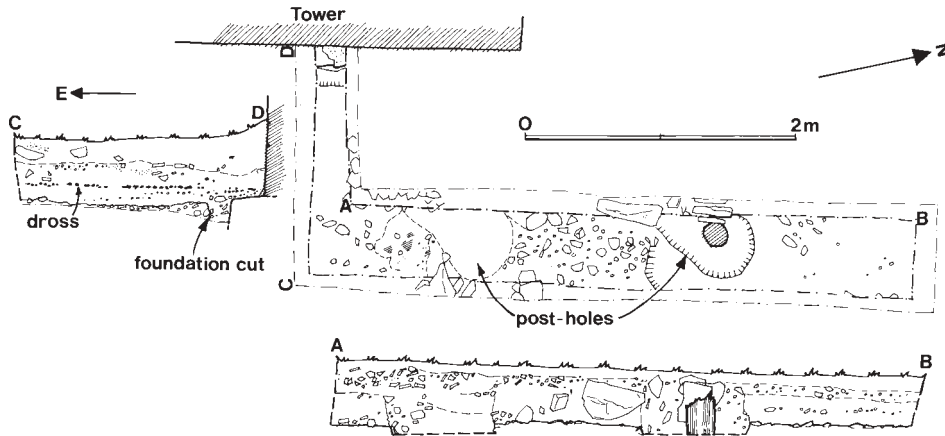 Tower
N
D
E
C
D
O
2m
dross
A
B
foundation cut
C
post-holes
A
B